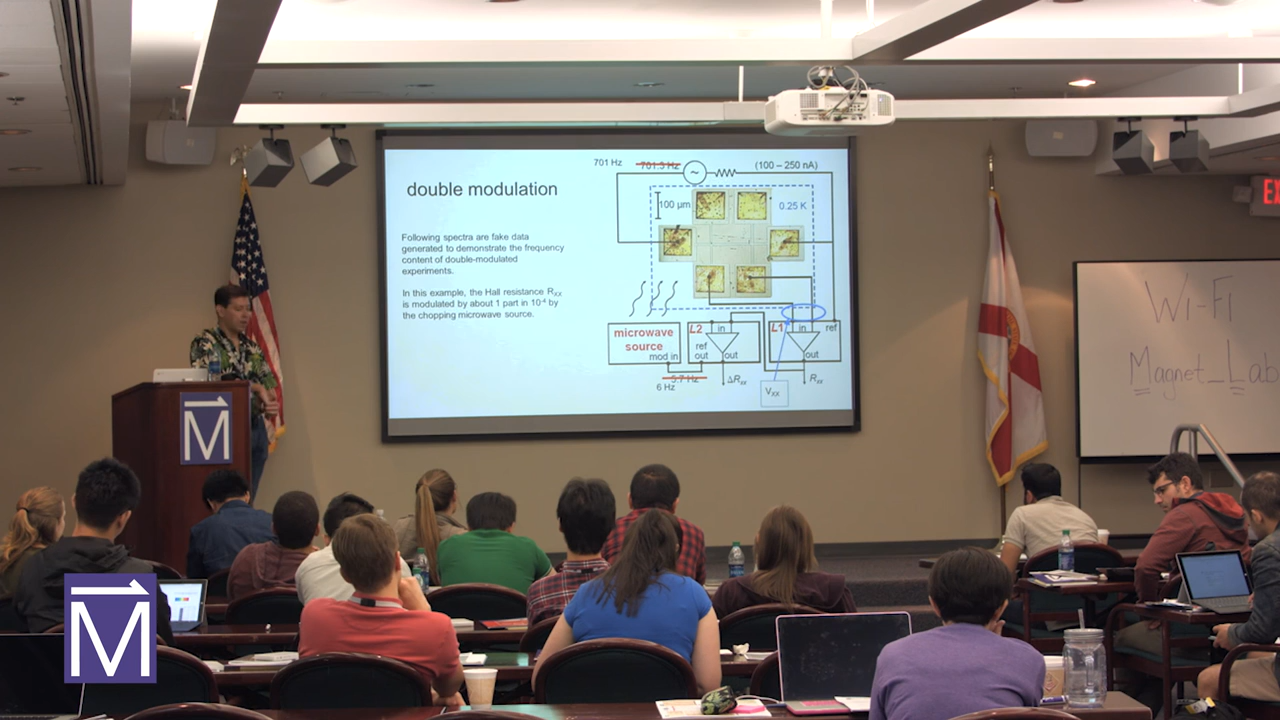 double modulation
Following spectra are fake data
generated to demonstrate the frequency
content of double-modulated
experiments.
In this example, the Hall resistance Rxx
is modulated by about 1 part in 10⁻⁴ by
the chopping microwave source.
701 Hz
701.5 Hz
~
(100 – 250 nA)
100 µm
0.25 K
microwave
source
mod in
L2
in
ref
out
out
L1
in
ref
out
5.7 Hz
6 Hz
ΔRxx
Vxx
Rxx
M
EX
Wi-Fi
Magnet_Lab
M